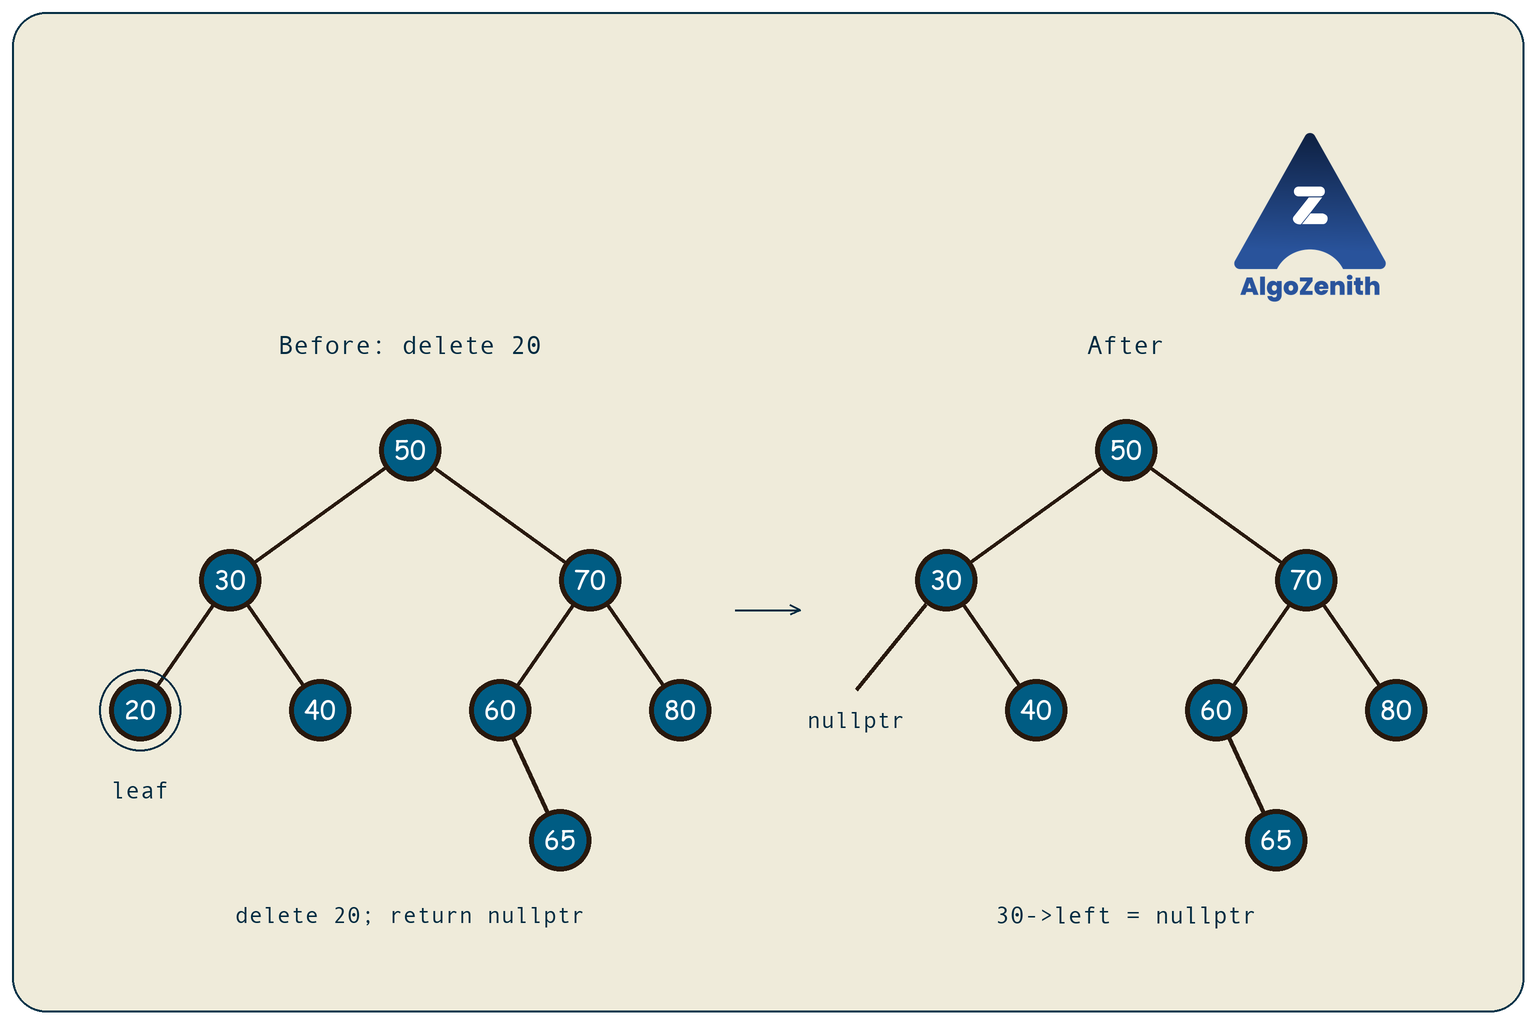 Z
AlgoZenith
Before: delete 20
After
50
30
70
20
40
60
80
65
leaf
delete 20; return nullptr
50
30
70
nullptr
40
60
80
65
30->left = nullptr